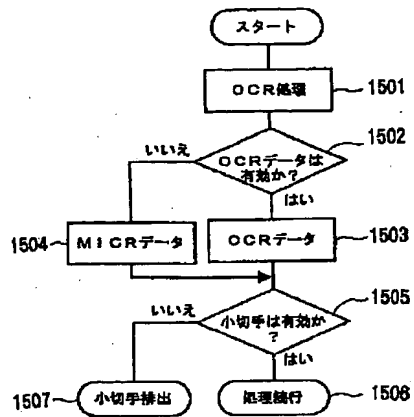 スタート
OCR処理
1501
1502
いいえ
OCRデータは
有効か?
はい
1504
MICRデータ
OCRデータ
1503
いいえ
小切手は有効か
?
1505
はい
1507
小切手排出
処理続行
1506